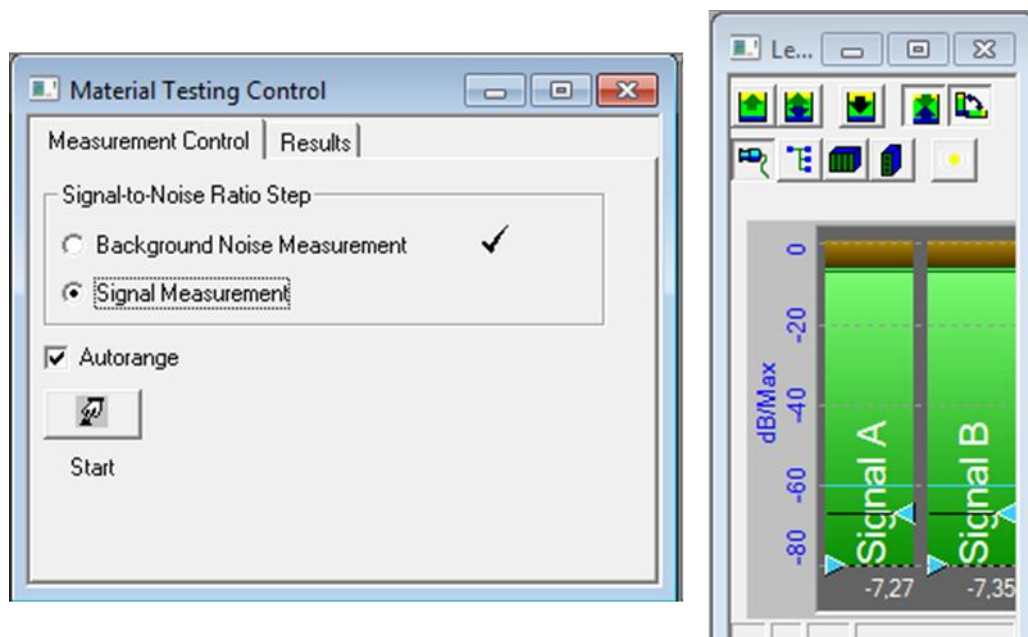 Material Testing Control
Measurement Control Results
Signal-to-Noise Ratio Step
Background Noise Measurement
Signal Measurement
Autorange
Start
Le...
0
-20
-40
-60
-80
dB/Max
Signal A
Signal B
-7,27 -7,35